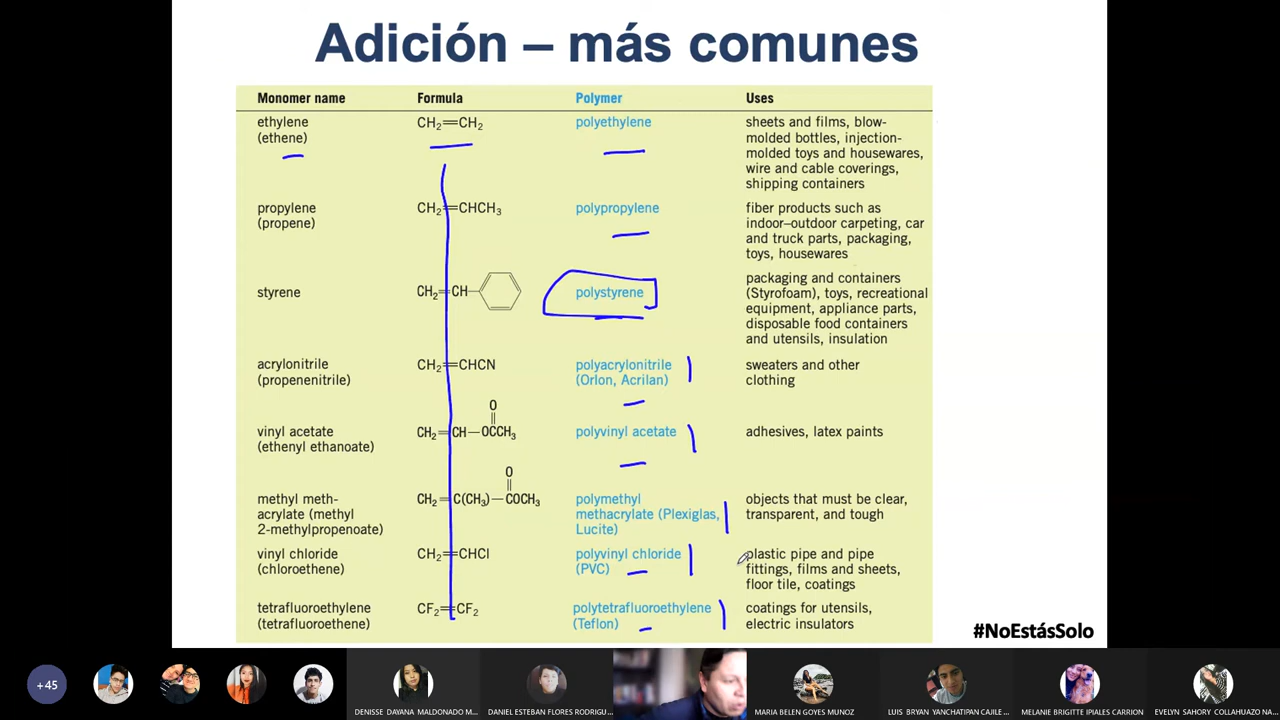 Adición – más comunes
Monomer name Formula Polymer Uses
ethylene CH₂=CH₂ polyethylene sheets and films, blow-
(ethene) molded bottles, injection-
molded toys and housewares,
wire and cable coverings,
shipping containers
propylene CH₂=CHCH₃ polypropylene fiber products such as
(propene) indoor–outdoor carpeting, car
and truck parts, packaging,
toys, housewares
packaging and containers
styrene CH₂=CH— polystyrene (Styrofoam), toys, recreational
equipment, appliance parts,
disposable food containers
and utensils, insulation
acrylonitrile CH₂=CHCN polyacrylonitrile sweaters and other
(propenenitrile) (Orlon, Acrilan) clothing
O
vinyl acetate CH₂=CH—OCCH₃ polyvinyl acetate adhesives, latex paints
(ethenyl ethanoate)
O
methyl meth- CH₂=C(CH₃)—COCH₃ polymethyl objects that must be clear,
acrylate (methyl methacrylate (Plexiglas, transparent, and tough
2-methylpropenoate) Lucite)
vinyl chloride CH₂=CHCl polyvinyl chloride plastic pipe and pipe
(chloroethene) (PVC) fittings, films and sheets,
floor tile, coatings
tetrafluoroethylene CF₂=CF₂ polytetrafluoroethylene coatings for utensils,
(tetrafluoroethene) (Teflon) electric insulators
#NoEstásSolo
+45
DENISSE DAYANA MALDONADO M...
DANIEL ESTEBAN FLORES RODRIGU...
MARIA BELEN GOYES MUNOZ
LUIS BRYAN YANCHATIPAN CAJILE...
MELANIE BRIGITTE IPIALES CARRION
EVELYN SAHORY COLLAHUAZO NA...